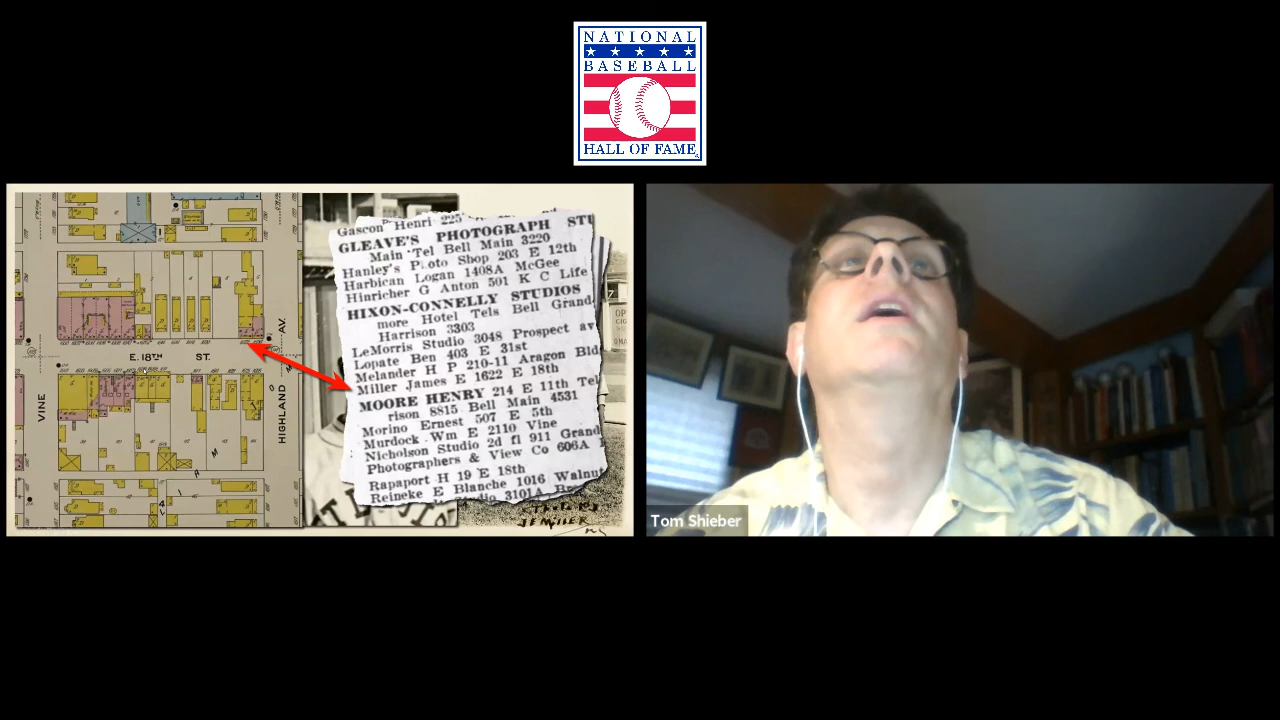 NATIONAL
BASEBALL
HALL OF FAME
E. 18TH ST.
VINE
HIGHLAND AV.
Gascon Henri 225
GLEAVE'S PHOTOGRAPH STU
Main Tel Bell Main 3220
Hanley's Photo Shop 203 E 12th
Harbican Logan 1408A McGee
Hinricher G Anton 501 K C Life
HIXON-CONNELLY STUDIOS
more Hotel Tels Bell Grand
Harrison 3303
LeMorris Studio 3048 Prospect av
Lopate Ben 403 E 31st
Melander H P 210-11 Aragon Bldg
Miller James E 1622 E 18th
MOORE HENRY 214 E 11th Tel
rison 8815 Bell Main 4531
Morino Ernest 507 E 5th
Murdock Wm E 2110 Vine
Nicholson Studio 2d fl 911 Grand
Photographers & View Co 606A
Rapaport H 19 E 18th
Reineke E Blanche 1016 Walnut
Studio 3101A
J E MILLER
Tom Shieber